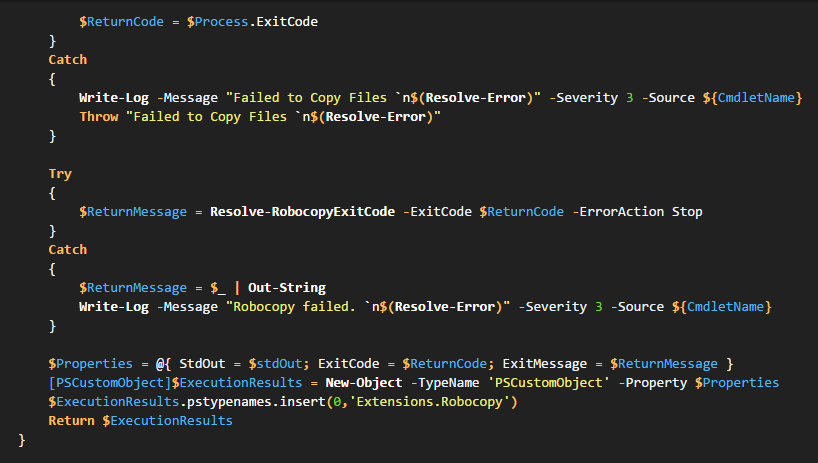 $ReturnCode = $Process.ExitCode
}
Catch
{
Write-Log -Message "Failed to Copy Files `n$(Resolve-Error)" -Severity 3 -Source ${CmdletName}
Throw "Failed to Copy Files `n$(Resolve-Error)"
}
Try
{
$ReturnMessage = Resolve-RobocopyExitCode -ExitCode $ReturnCode -ErrorAction Stop
}
Catch
{
$ReturnMessage = $_ | Out-String
Write-Log -Message "Robocopy failed. `n$(Resolve-Error)" -Severity 3 -Source ${CmdletName}
}
$Properties = @{ StdOut = $stdOut; ExitCode = $ReturnCode; ExitMessage = $ReturnMessage }
[PSCustomObject]$ExecutionResults = New-Object -TypeName 'PSCustomObject' -Property $Properties
$ExecutionResults.pstypenames.insert(0,'Extensions.Robocopy')
Return $ExecutionResults
}